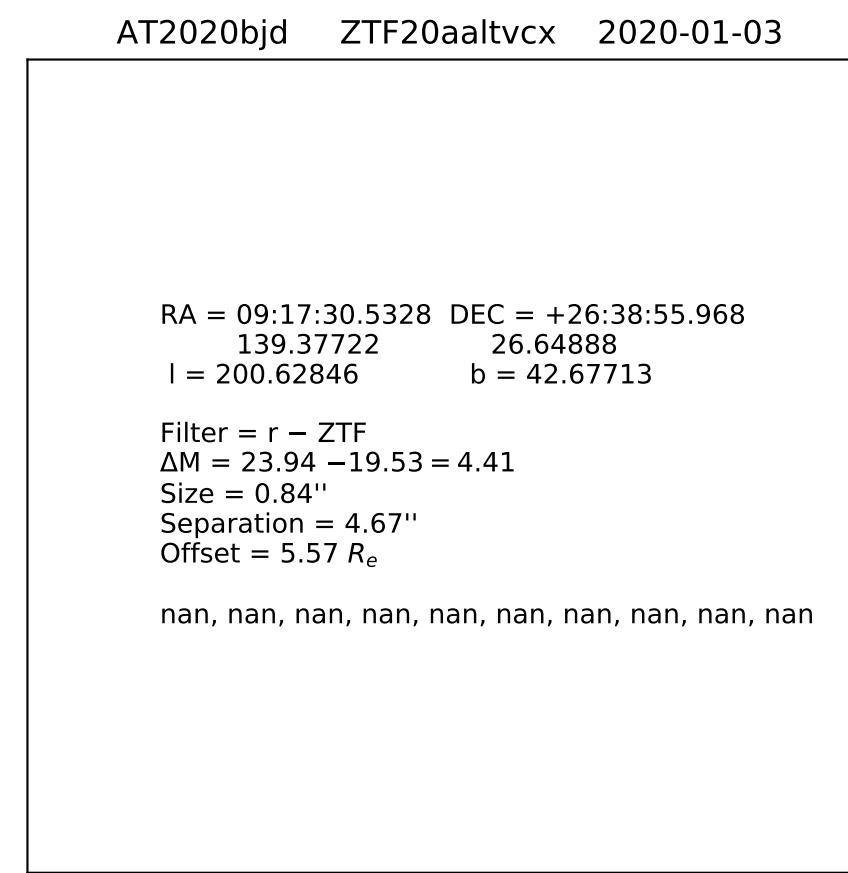 AT2020bjd ZTF20aaltvcx 2020-01-03
RA = 09:17:30.5328 DEC = +26:38:55.968
139.37722 26.64888
l = 200.62846 b = 42.67713
Filter = r − ZTF
ΔM = 23.94 −19.53 = 4.41
Size = 0.84''
Separation = 4.67''
Offset = 5.57 Rₑ
nan, nan, nan, nan, nan, nan, nan, nan, nan, nan